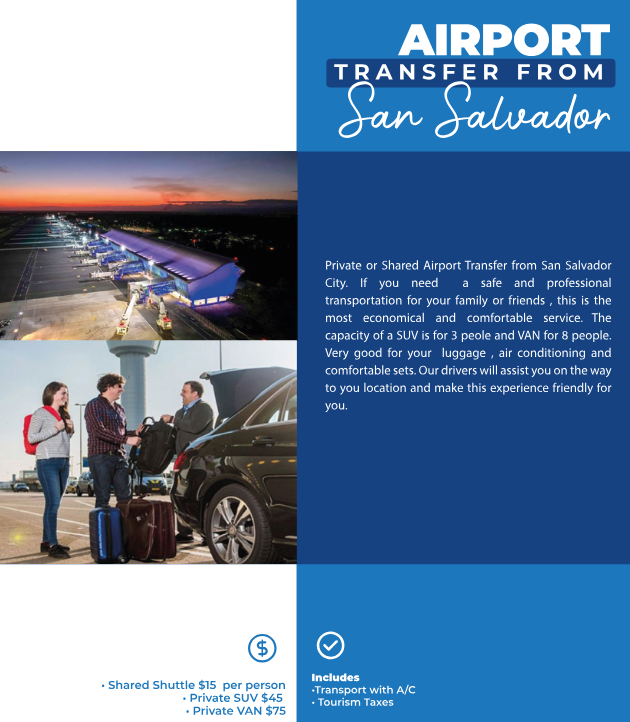 AIRPORT
TRANSFER FROM
San Salvador
Private or Shared Airport Transfer from San Salvador
City. If you need a safe and professional
transportation for your family or friends , this is the
most economical and comfortable service. The
capacity of a SUV is for 3 peole and VAN for 8 people.
Very good for your luggage , air conditioning and
comfortable sets. Our drivers will assist you on the way
to you location and make this experience friendly for
you.
• Shared Shuttle $15 per person
• Private SUV $45
• Private VAN $75
Includes
•Transport with A/C
• Tourism Taxes